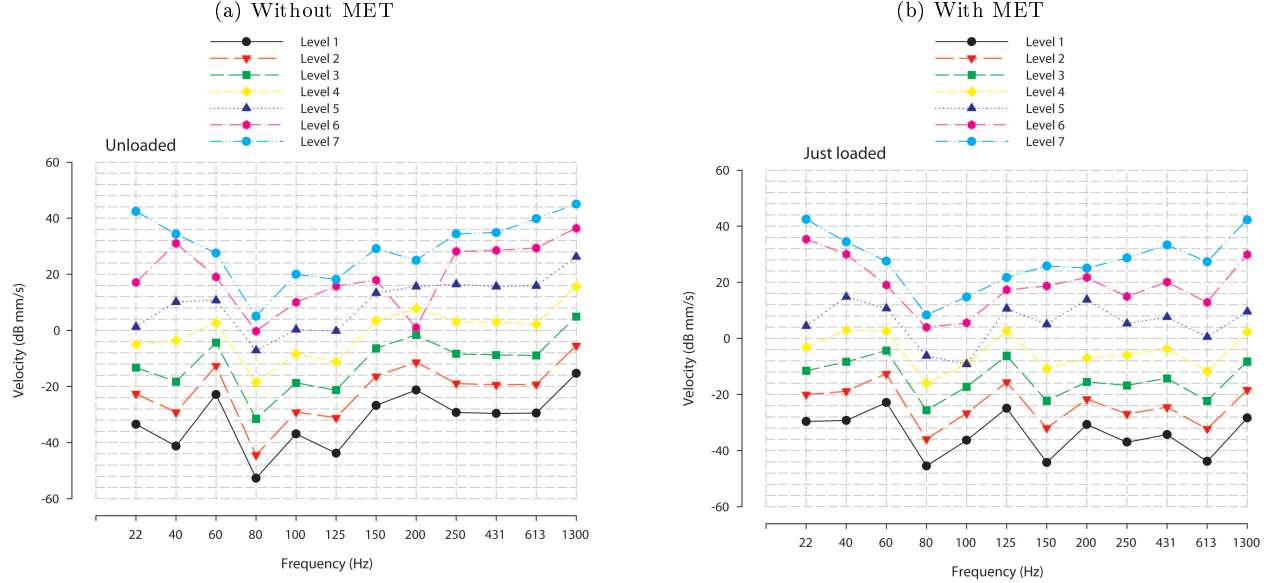 (a) Without MET
Level 1
Level 2
Level 3
Level 4
Level 5
Level 6
Level 7
Unloaded
60
40
20
0
-20
-40
-60
Velocity (dB mm/s)
22 40 60 80 100 125 150 200 250 431 613 1300
Frequency (Hz)
(b) With MET
Level 1
Level 2
Level 3
Level 4
Level 5
Level 6
Level 7
Just loaded
60
40
20
0
-20
-40
-60
Velocity (dB mm/s)
22 40 60 80 100 125 150 200 250 431 613 1300
Frequency (Hz)